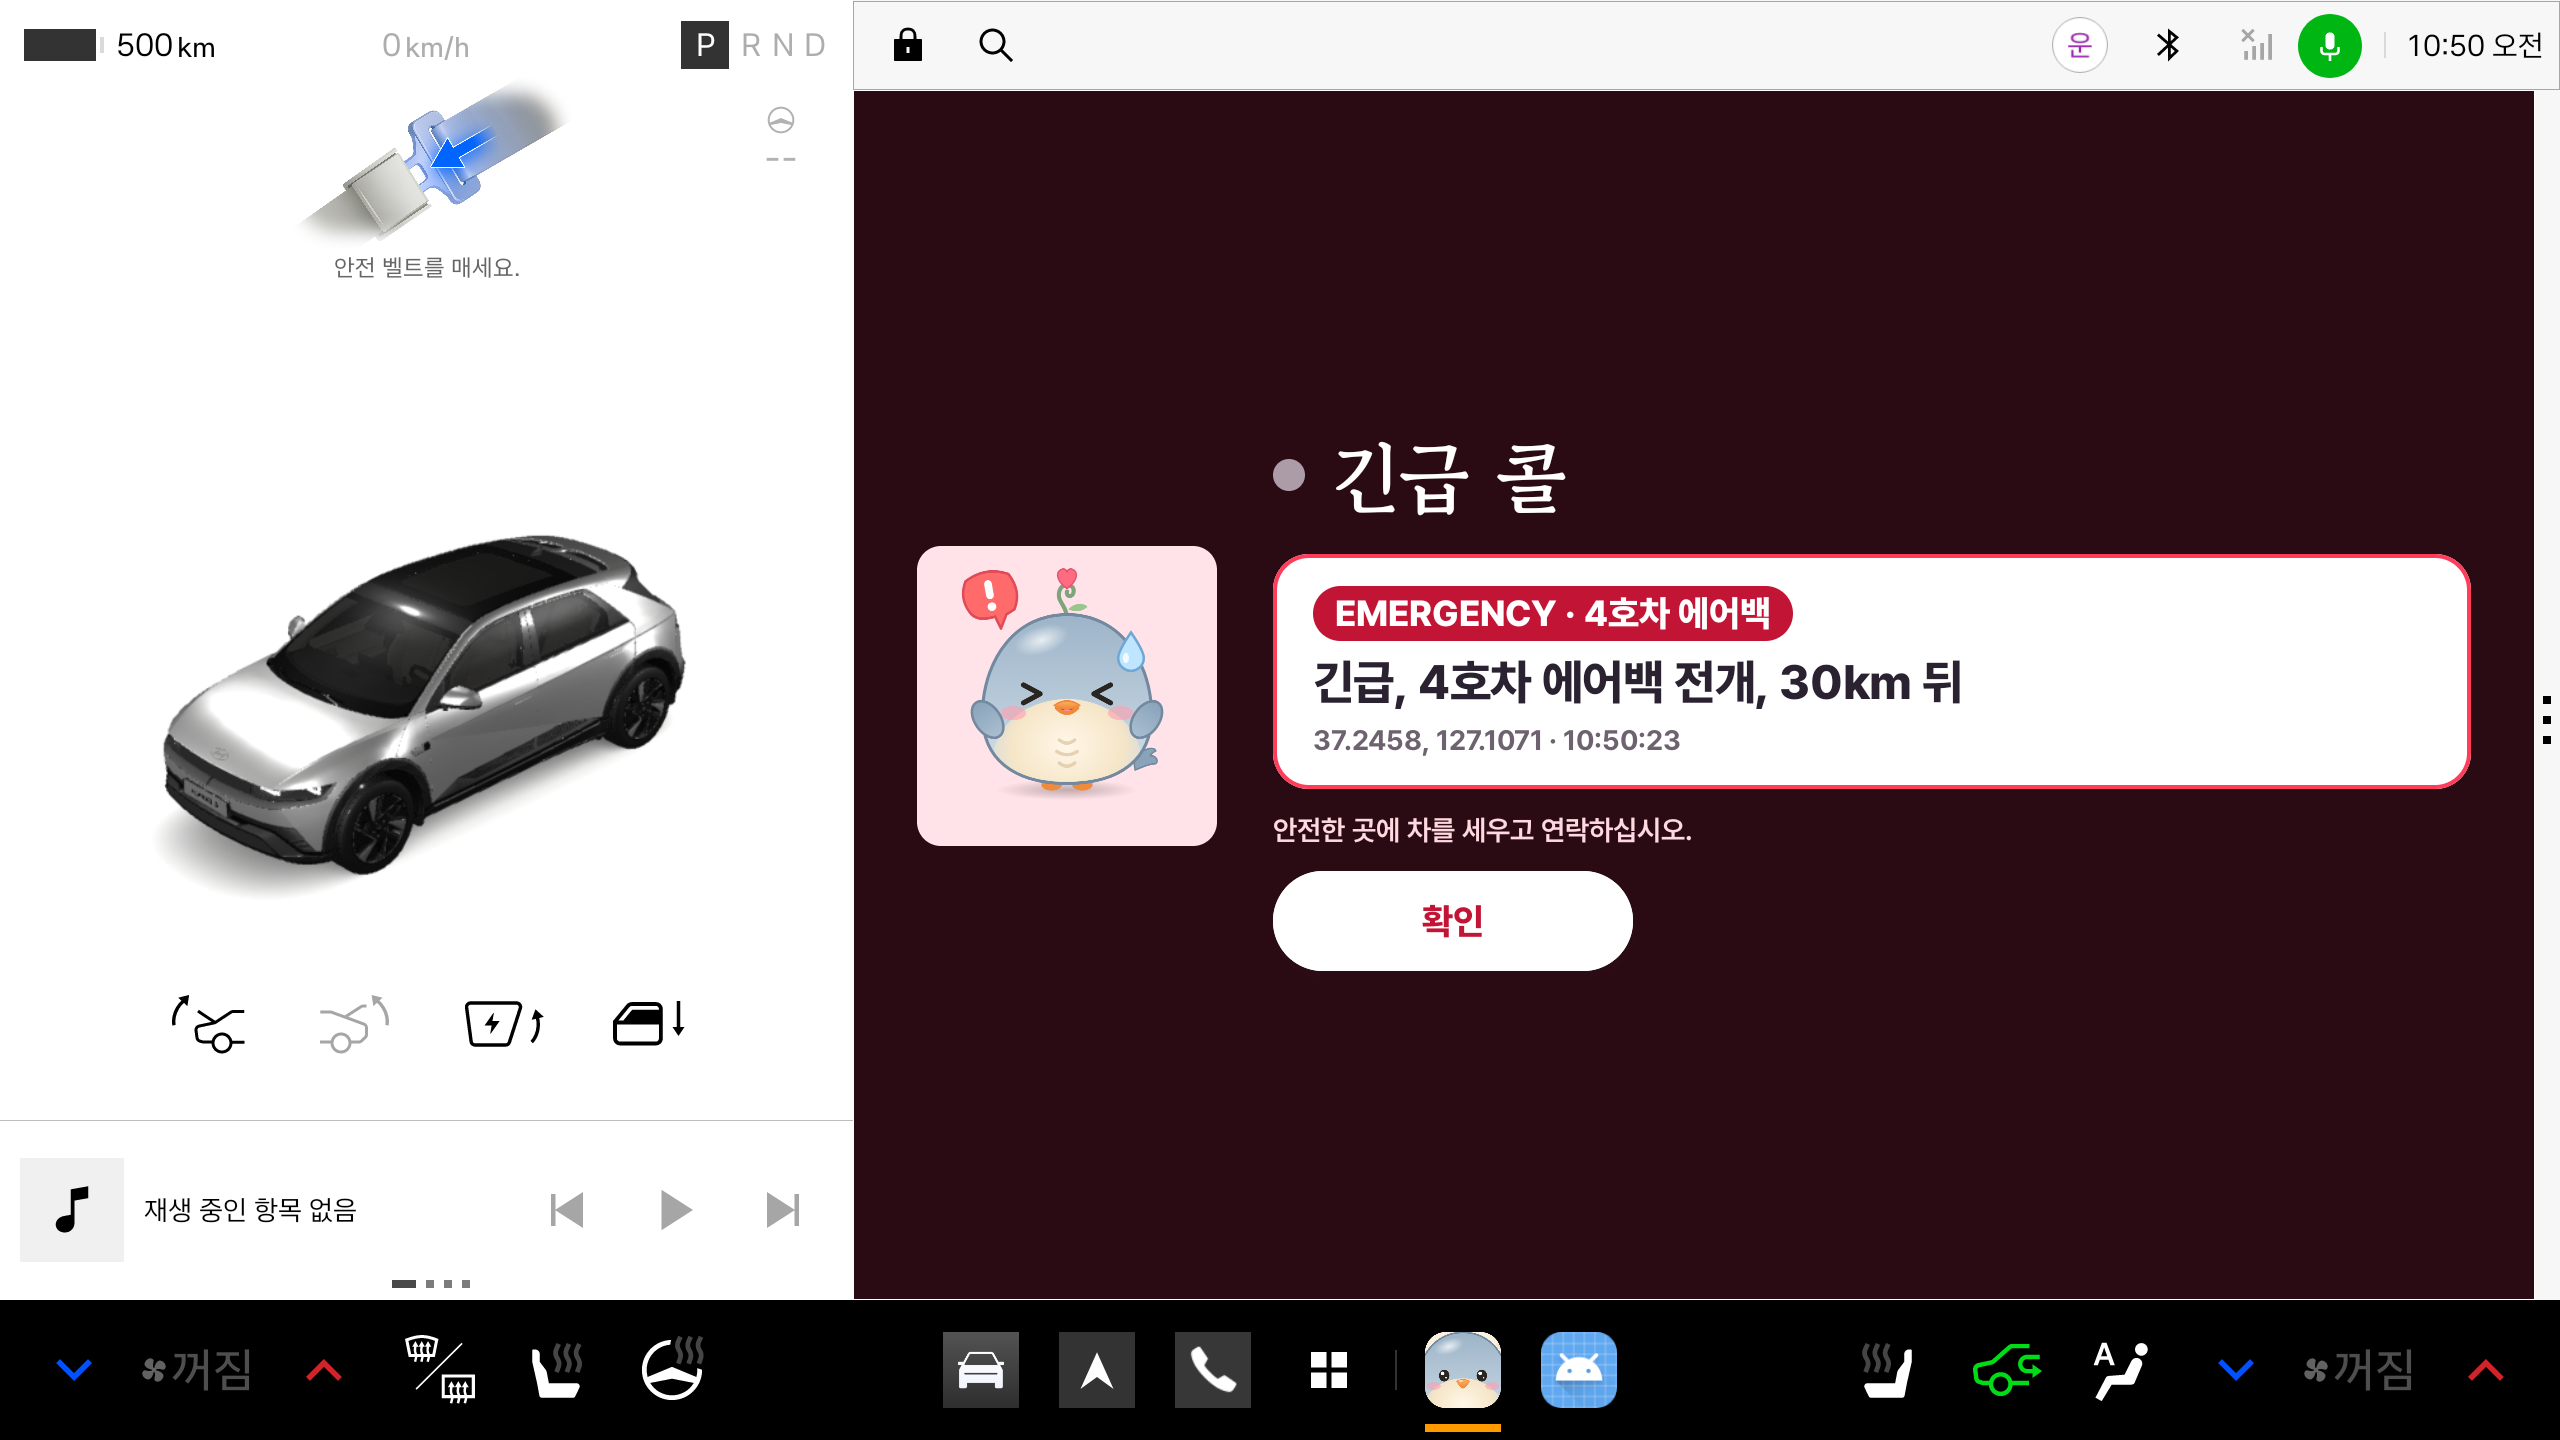 500 km
0 km/h
P R N D
운
10:50 오전
안전 벨트를 매세요.
긴급 콜
EMERGENCY · 4호차 에어백
긴급, 4호차 에어백 전개, 30km 뒤
37.2458, 127.1071 · 10:50:23
안전한 곳에 차를 세우고 연락하십시오.
확인
재생 중인 항목 없음
꺼짐
A
꺼짐